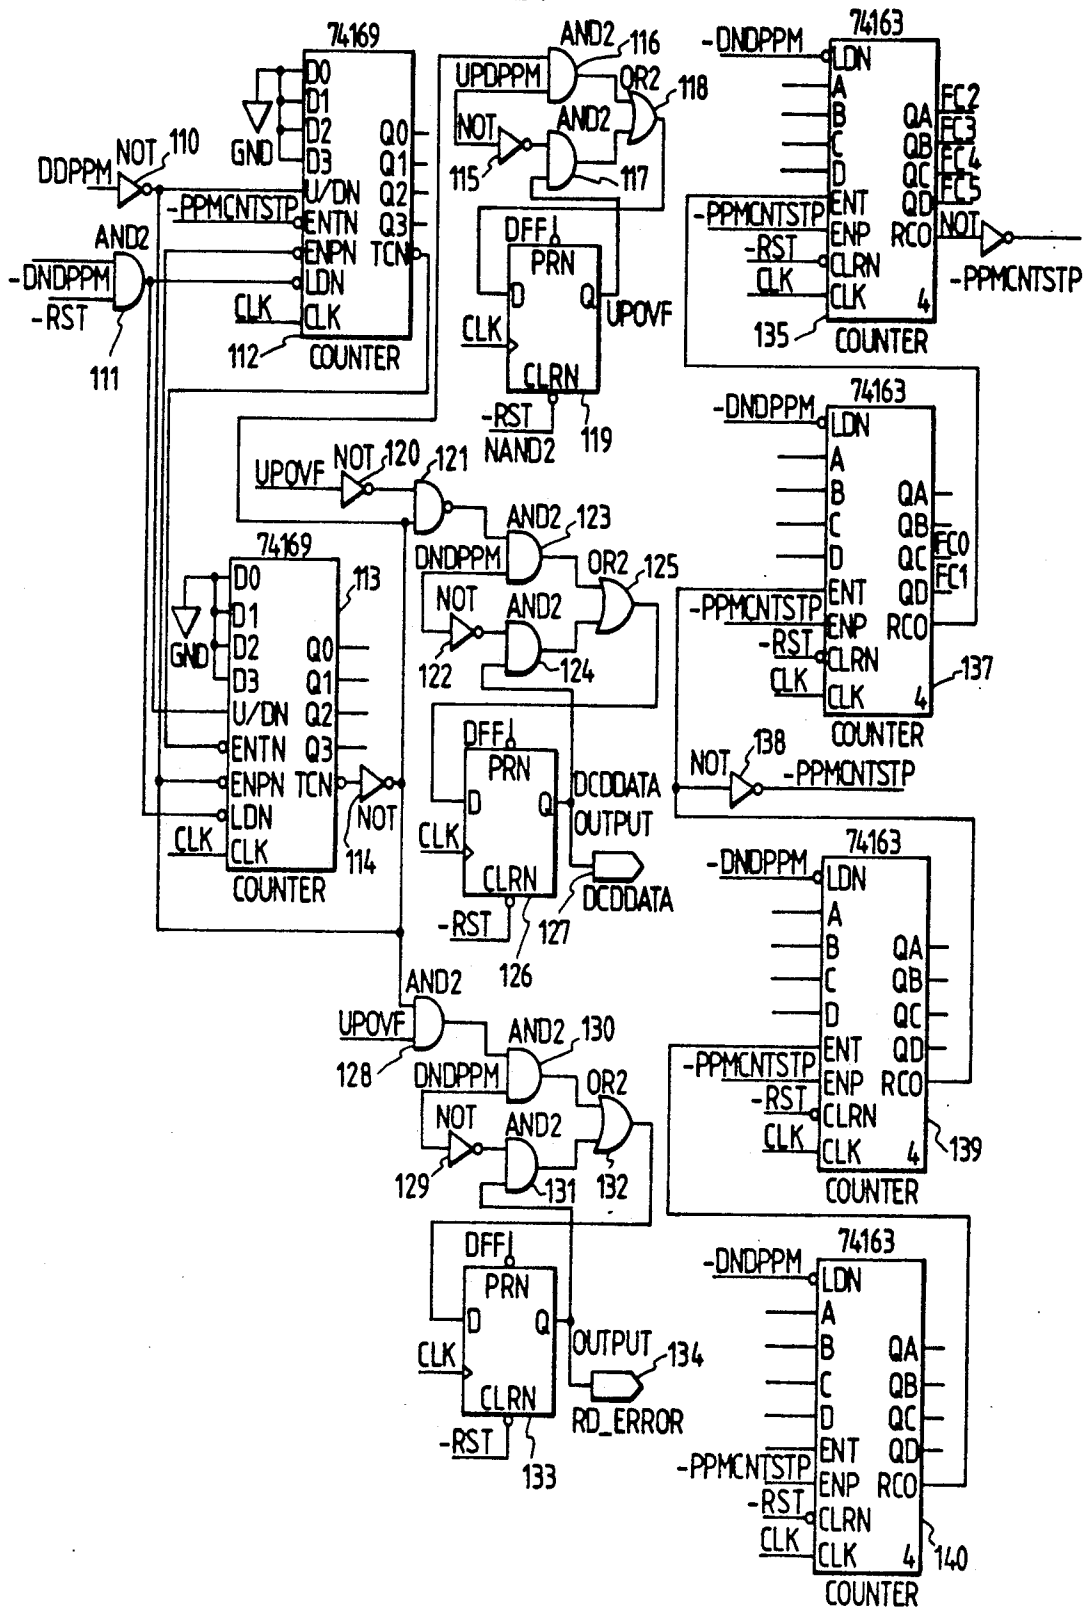 74169
D0
D1
D2
D3
GND
Q0
Q1
Q2
Q3
NOT
110
DDPPM
U/DN
-PPMCNTSTP
ENTN
AND2
ENPN
TCN
-DNDPPM
LDN
-RST
CLK
CLK
111
112
COUNTER
AND2
116
UPDPPM
OR2
118
NOT
AND2
115
117
DFF
PRN
D
Q
UPOVF
CLK
CLRN
-RST
119
NAND2
UPOVF
NOT
120
121
AND2
123
DNDPPM
OR2
125
NOT
AND2
122
124
74169
113
D0
D1
D2
D3
GND
Q0
Q1
U/DN
Q2
ENTN
Q3
ENPN
TCN
NOT
LDN
CLK
CLK
114
COUNTER
DFF
PRN
D
Q
DCDDATA
OUTPUT
CLK
CLRN
-RST
126
127
DCDDATA
AND2
UPOVF
128
AND2
130
DNDPPM
OR2
NOT
AND2
129
131
132
DFF
PRN
D
Q
OUTPUT
134
CLK
CLRN
RD_ERROR
-RST
133
74163
-DNDPPM
LDN
A
B
C
D
QA
FC2
QB
FC3
QC
FC4
QD
FC5
ENT
-PPMCNTSTP
ENP
RCO
NOT
-RST
CLRN
-PPMCNTSTP
CLK
CLK
4
135
COUNTER
74163
-DNDPPM
LDN
A
B
QA
C
QB
D
QC
FC0
ENT
QD
FC1
-PPMCNTSTP
ENP
RCO
-RST
CLRN
CLK
CLK
4
137
COUNTER
NOT
138
-PPMCNTSTP
74163
-DNDPPM
LDN
A
B
QA
C
QB
D
QC
ENT
QD
-PPMCNTSTP
ENP
RCO
-RST
CLRN
CLK
CLK
4
139
COUNTER
74163
-DNDPPM
LDN
A
B
QA
C
QB
D
QC
ENT
QD
-PPMCNTSTP
ENP
RCO
-RST
CLRN
CLK
CLK
4
140
COUNTER